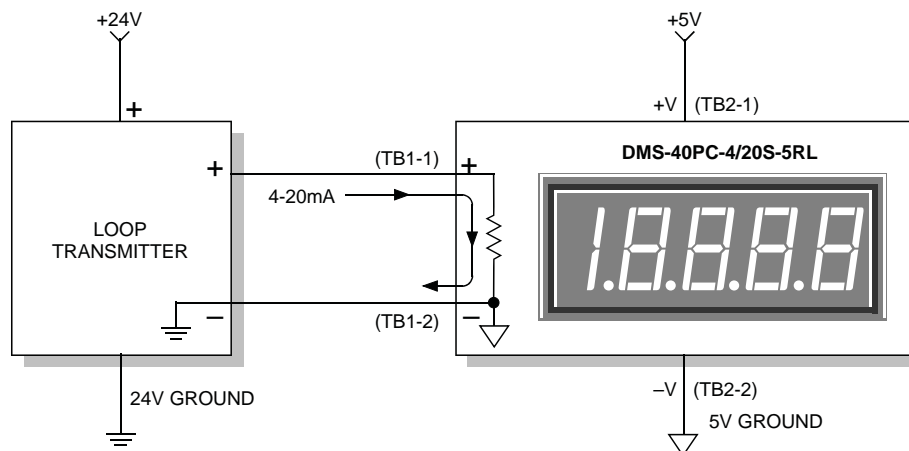 +24V
+5V
+
+V (TB2-1)
DMS-40PC-4/20S-5RL
+
(TB1-1)
+
4-20mA
1.8.8.8.8
LOOP
TRANSMITTER
–
(TB1-2)
–
24V GROUND
–V (TB2-2)
5V GROUND